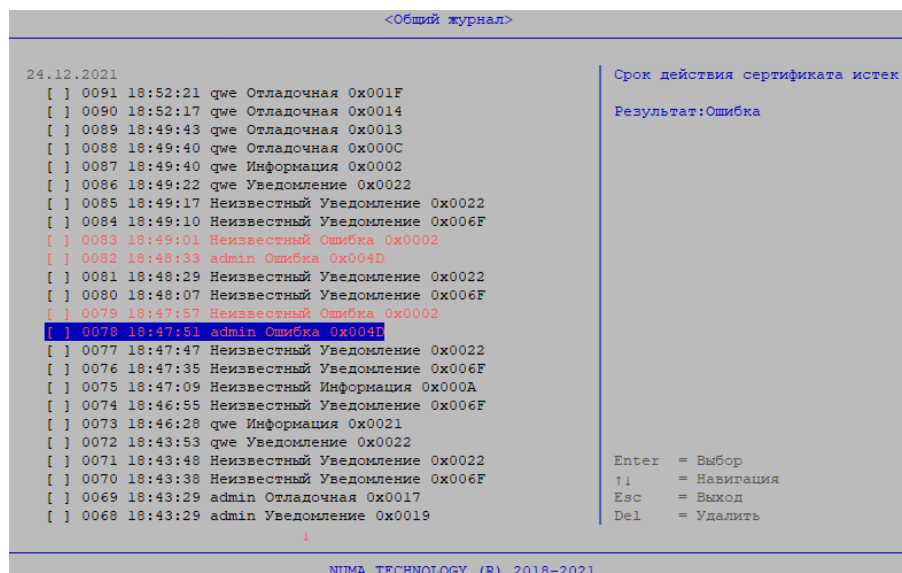 <Общий журнал>
24.12.2021
[ ] 0091 18:52:21 qwe Отладочная 0x001F
[ ] 0090 18:52:17 qwe Отладочная 0x0014
[ ] 0089 18:49:43 qwe Отладочная 0x0013
[ ] 0088 18:49:40 qwe Отладочная 0x000C
[ ] 0087 18:49:40 qwe Информация 0x0002
[ ] 0086 18:49:22 qwe Уведомление 0x0022
[ ] 0085 18:49:17 Неизвестный Уведомление 0x0022
[ ] 0084 18:49:10 Неизвестный Уведомление 0x006F
[ ] 0083 18:49:01 Неизвестный Ошибка 0x0002
[ ] 0082 18:48:33 admin Ошибка 0x004D
[ ] 0081 18:48:29 Неизвестный Уведомление 0x0022
[ ] 0080 18:48:07 Неизвестный Уведомление 0x006F
[ ] 0079 18:47:57 Неизвестный Ошибка 0x0002
[ ] 0078 18:47:51 admin Ошибка 0x004D
[ ] 0077 18:47:47 Неизвестный Уведомление 0x0022
[ ] 0076 18:47:35 Неизвестный Уведомление 0x006F
[ ] 0075 18:47:09 Неизвестный Информация 0x000A
[ ] 0074 18:46:55 Неизвестный Уведомление 0x006F
[ ] 0073 18:46:28 qwe Информация 0x0021
[ ] 0072 18:43:53 qwe Уведомление 0x0022
[ ] 0071 18:43:48 Неизвестный Уведомление 0x0022
[ ] 0070 18:43:38 Неизвестный Уведомление 0x006F
[ ] 0069 18:43:29 admin Отладочная 0x0017
[ ] 0068 18:43:29 admin Уведомление 0x0019
↓
Срок действия сертификата истек
Результат:Ошибка
Enter = Выбор
↑↓ = Навигация
Esc = Выход
Del = Удалить
NUMA TECHNOLOGY (R) 2018-2021